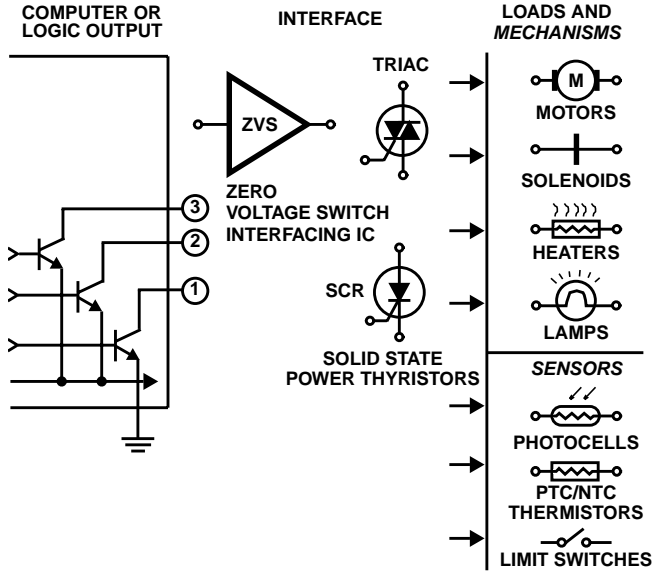 COMPUTER OR
LOGIC OUTPUT
INTERFACE
LOADS AND
MECHANISMS
TRIAC
ZVS
M
MOTORS
SOLENOIDS
ZERO
VOLTAGE SWITCH
INTERFACING IC
3
2
1
HEATERS
SCR
LAMPS
SOLID STATE
POWER THYRISTORS
SENSORS
PHOTOCELLS
PTC/NTC
THERMISTORS
LIMIT SWITCHES